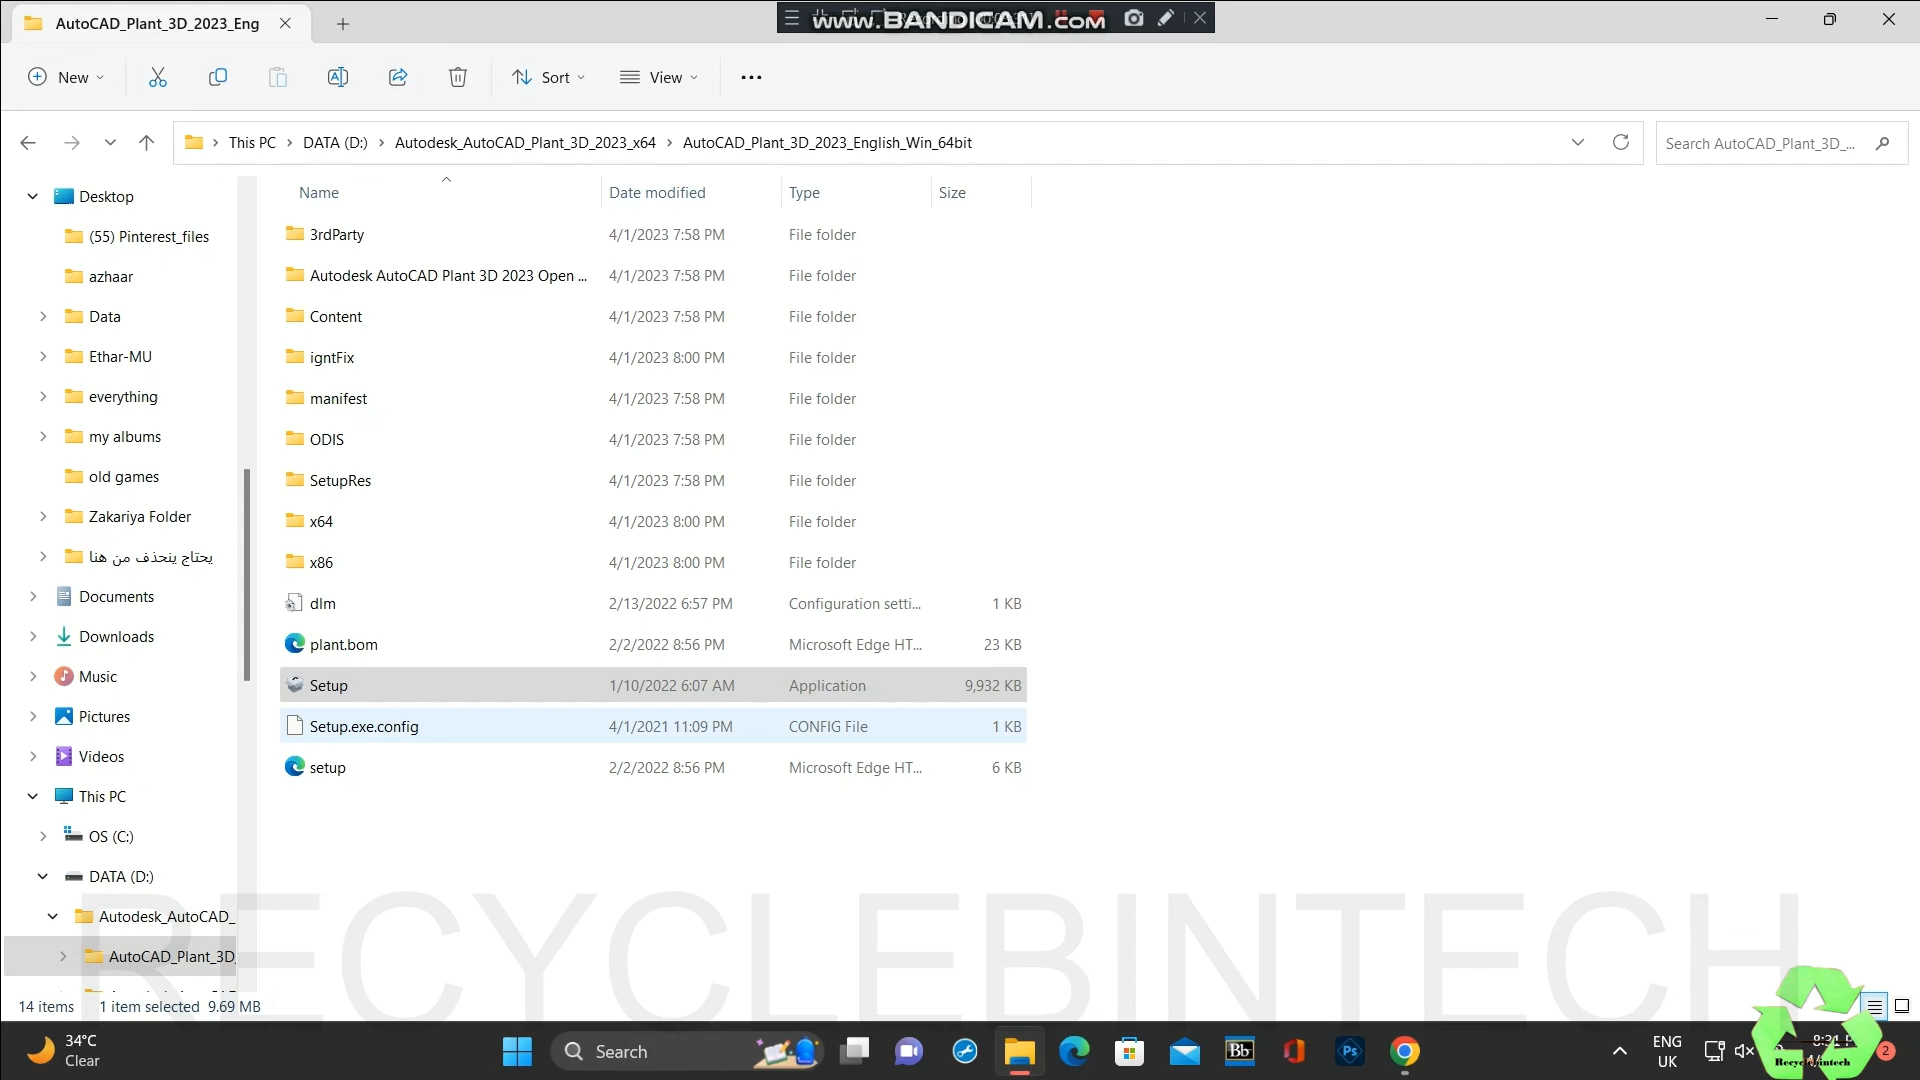 AutoCAD_Plant_3D_2023_Eng
www.BANDICAM.com
New
Sort
View
This PC
DATA (D:)
Autodesk_AutoCAD_Plant_3D_2023_x64
AutoCAD_Plant_3D_2023_English_Win_64bit
Search AutoCAD_Plant_3D_...
Desktop
(55) Pinterest_files
azhaar
Data
Ethar-MU
everything
my albums
old games
Zakariya Folder
يحتاج ينحذف من هنا
Documents
Downloads
Music
Pictures
Videos
This PC
OS (C:)
DATA (D:)
Autodesk_AutoCAD_
AutoCAD_Plant_3D_
Name Date modified Type Size
3rdParty 4/1/2023 7:58 PM File folder
Autodesk AutoCAD Plant 3D 2023 Open ... 4/1/2023 7:58 PM File folder
Content 4/1/2023 7:58 PM File folder
igntFix 4/1/2023 8:00 PM File folder
manifest 4/1/2023 7:58 PM File folder
ODIS 4/1/2023 7:58 PM File folder
SetupRes 4/1/2023 7:58 PM File folder
x64 4/1/2023 8:00 PM File folder
x86 4/1/2023 8:00 PM File folder
dlm 2/13/2022 6:57 PM Configuration setti... 1 KB
plant.bom 2/2/2022 8:56 PM Microsoft Edge HT... 23 KB
Setup 1/10/2022 6:07 AM Application 9,932 KB
Setup.exe.config 4/1/2021 11:09 PM CONFIG File 1 KB
setup 2/2/2022 8:56 PM Microsoft Edge HT... 6 KB
RECYCLEBINTECH
14 items 1 item selected 9.69 MB
34°C
Clear
Search
Bb
Ps
ENG
UK
8:31 P
2
Recyclebintech